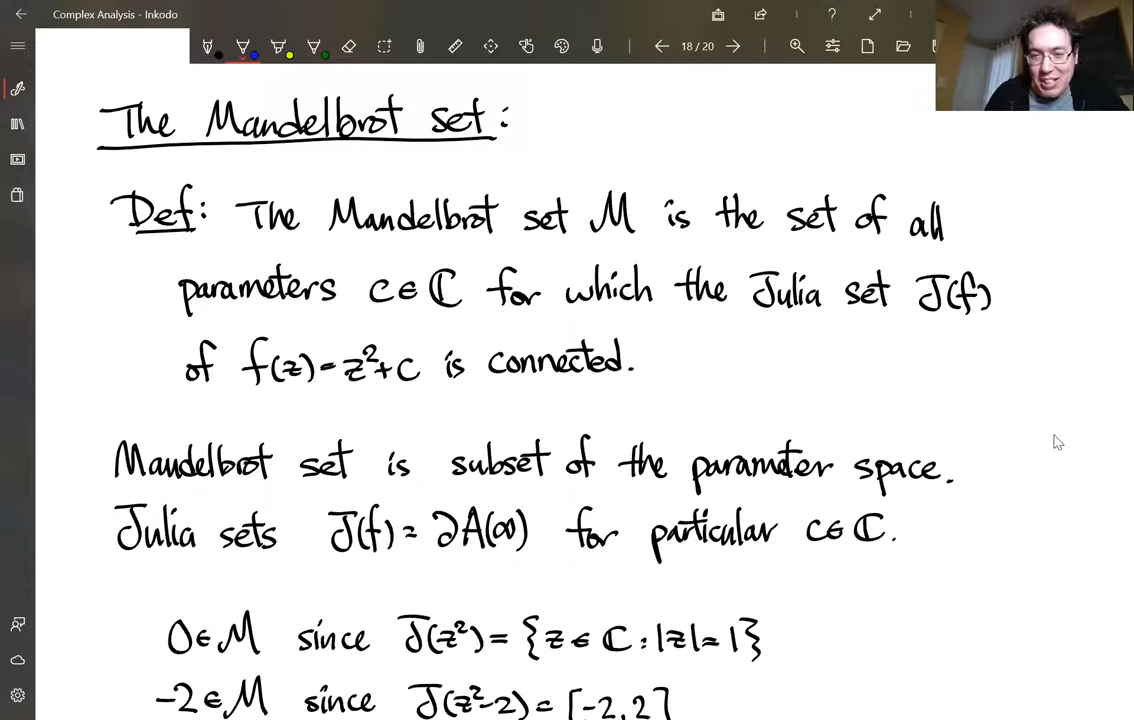 Complex Analysis - Inkodo
18 / 20
The Mandelbrot set:
Def: The Mandelbrot set M is the set of all
parameters c∈ℂ for which the Julia set J(f)
of f(z)=z²+c is connected.
Mandelbrot set is subset of the parameter space.
Julia sets J(f)=∂A(∞) for particular c∈ℂ.
0∈M since J(z²)={z∈ℂ:|z|=1}
-2∈M since J(z²-2)=[-2,2]